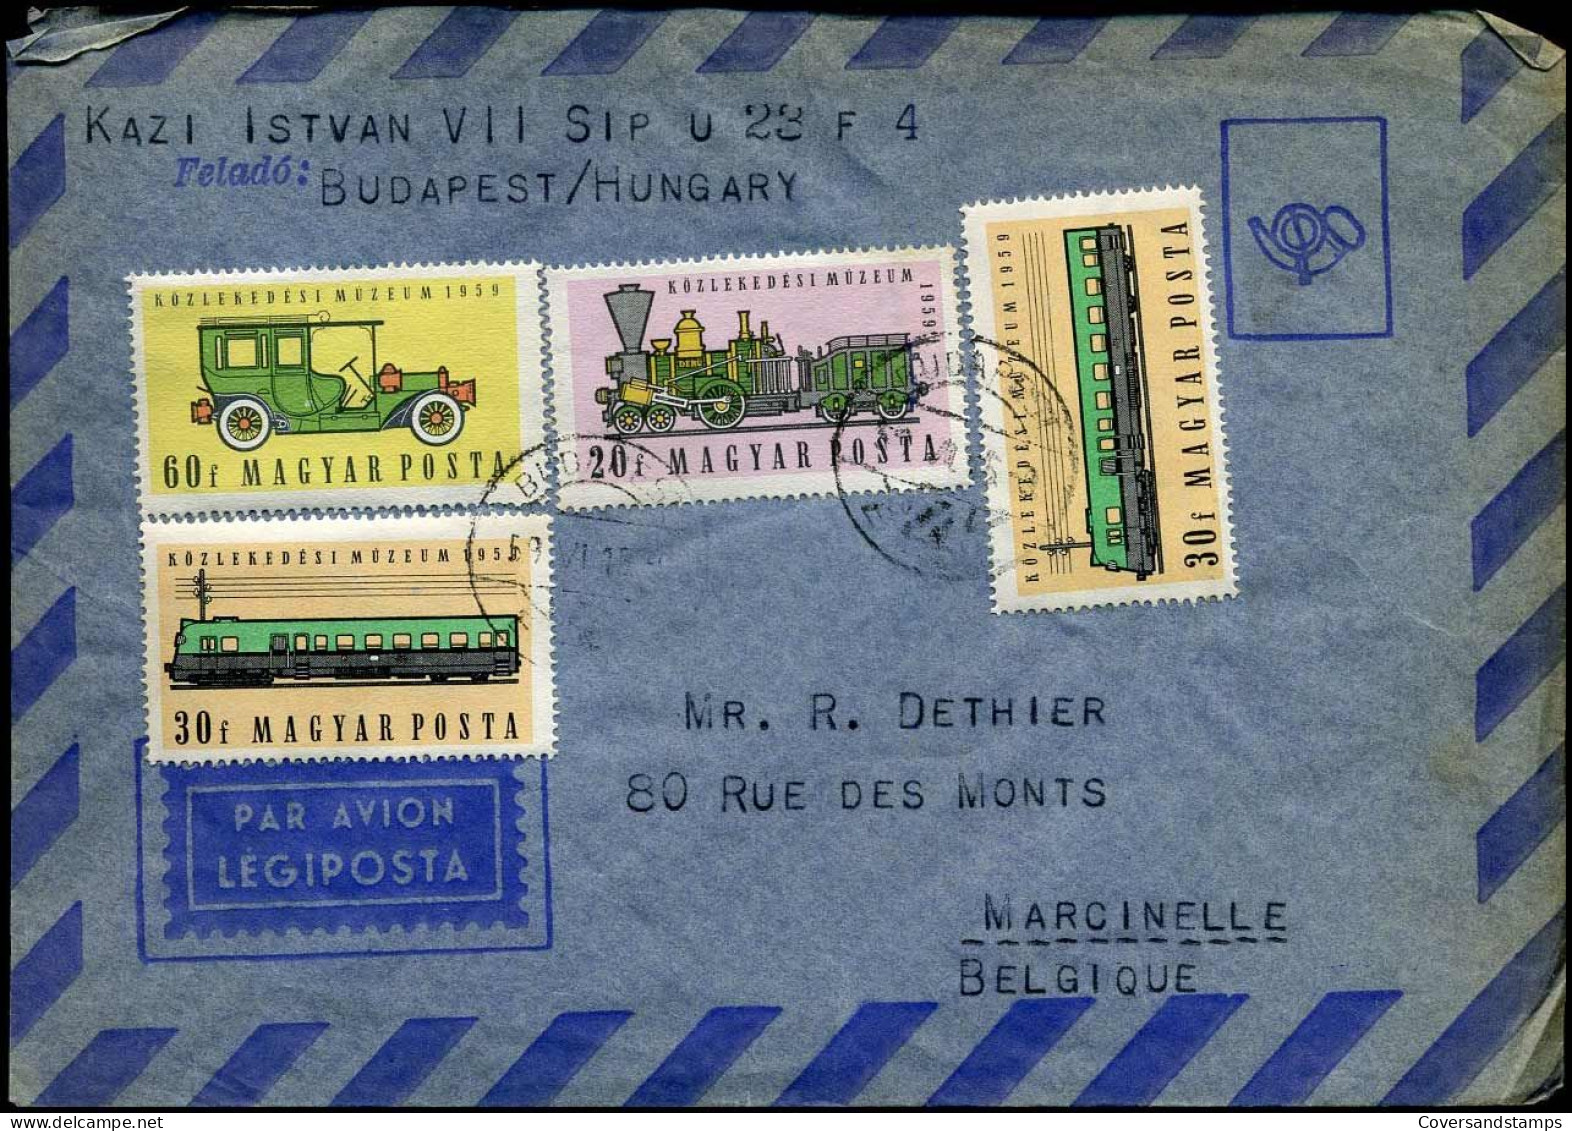 KAZI ISTVAN VII SIP U 23 F 4
Feladó: BUDAPEST/HUNGARY
KÖZLEKEDÉSI MÚZEUM 1959
60f MAGYAR POSTA
KÖZLEKEDÉSI MÚZEUM 1959
20f MAGYAR POSTA
KÖZLEKEDÉSI MÚZEUM 1959
30f MAGYAR POSTA
KÖZLEKEDÉSI MÚZEUM 1959
30f MAGYAR POSTA
MR. R. DETHIER
80 RUE DES MONTS
MARCINELLE
BELGIQUE
PAR AVION
LÉGIPOSTA
CoversandStamps